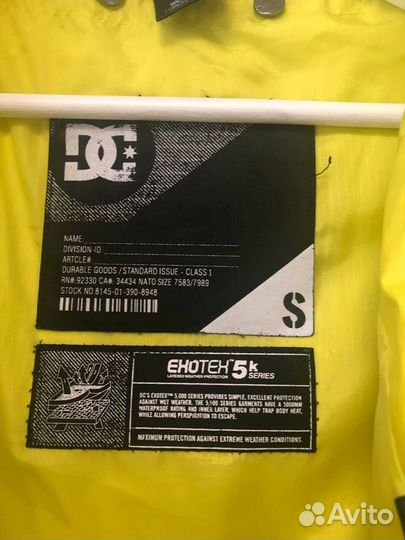 DC
NAME:
DIVISION-ID
ARTCLE#
DURABLE GOODS / STANDARD ISSUE - CLASS 1
RN#:92330 CA#: 34434 NATO SIZE 7583/7989
STOCK NO.8145-01-390-8948
S
EXOTEX™ 5K
LAYERED WEATHER PROTECTION SERIES
DC'S EXOTEX™ 5,000 SERIES PROVIDES SIMPLE, EXCELLENT PROTECTION
AGAINST WET WEATHER. THE 5,000 SERIES GARMENTS HAVE A 5000MM
WATERPROOF RATING AND INNER LAYER, WHICH HELP TRAP BODY HEAT,
WHILE ALLOWING PERSPIRATION TO ESCAPE.
MAXIMUM PROTECTION AGAINST EXTREME WEATHER CONDITIONS.
Avito